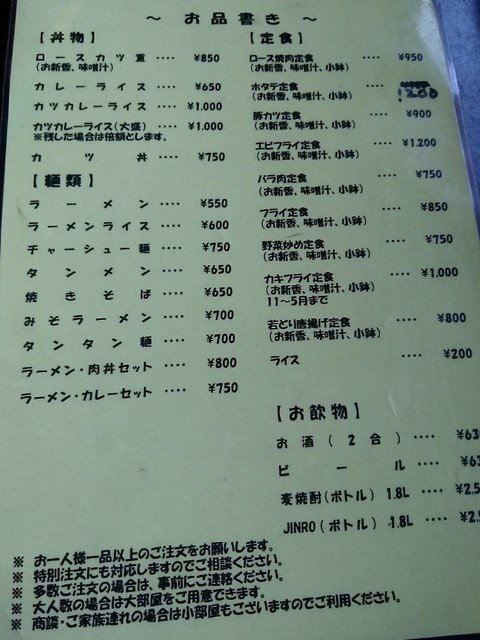 ～ お品書き ～
【丼物】
ロースカツ重 ···· ¥850
(お新香、味噌汁)
カレーライス ···· ¥650
カツカレーライス ···· ¥1.000
カツカレーライス(大盛) ···· ¥1.000
※残した場合は倍額とします。
カツ丼 ···· ¥750
【麺類】
ラーメン ···· ¥550
ラーメンライス ···· ¥600
チャーシュー麺 ···· ¥750
タンメン ···· ¥650
焼きそば ···· ¥650
みそラーメン ···· ¥700
タンタン麺 ···· ¥700
ラーメン・肉丼セット ···· ¥800
ラーメン・カレーセット ···· ¥750
【定食】
ロース焼肉定食 ···· ¥950
(お新香、味噌汁、小鉢)
ホタテ定食 ···· 1200
(お新香、味噌汁、小鉢)
豚カツ定食 ···· ¥900
(お新香、味噌汁、小鉢)
エビフライ定食 ···· ¥1.200
(お新香、味噌汁、小鉢)
バラ肉定食 ···· ¥750
(お新香、味噌汁、小鉢)
フライ定食 ···· ¥850
(お新香、味噌汁、小鉢)
野菜炒め定食 ···· ¥750
(お新香、味噌汁、小鉢)
カキフライ定食 ···· ¥1.000
(お新香、味噌汁、小鉢)
11～5月まで
若どり唐揚げ定食 ···· ¥800
(お新香、味噌汁、小鉢)
ライス ···· ¥200
【お飲物】
お酒(2合) ···· ¥63
ビール ···· ¥63
麦焼酎(ボトル) 1.8L ···· ¥2.5
JINRO(ボトル) 1.8L ···· ¥2.5
※ お一人様一品以上のご注文をお願いします。
※ 特別注文にも対応しますのでご相談ください。
※ 多数ご注文の場合は、事前にご連絡ください。
※ 大人数の場合は大部屋をご用意できます。
※ 商談・ご家族連れの場合は小部屋もございますのでご利用ください。